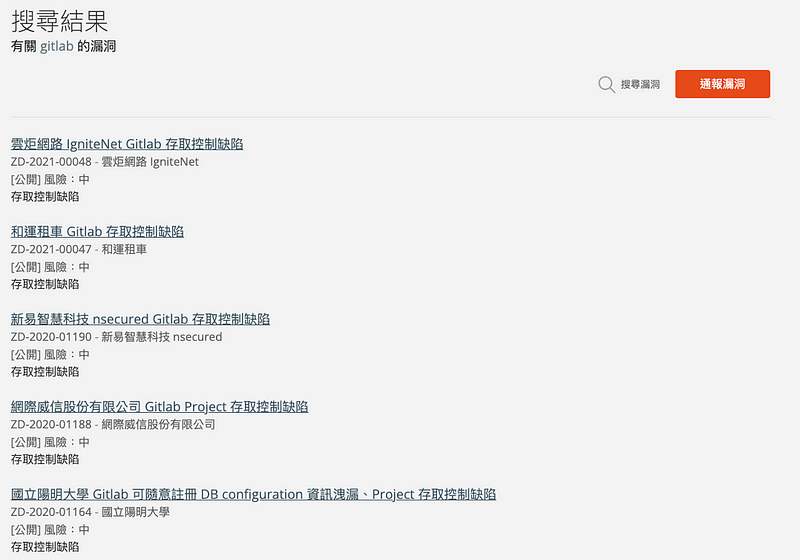 搜尋結果
有關 gitlab 的漏洞
搜尋漏洞
通報漏洞
雲炬網路 IgniteNet Gitlab 存取控制缺陷
ZD-2021-00048 - 雲炬網路 IgniteNet
[公開] 風險：中
存取控制缺陷
和運租車 Gitlab 存取控制缺陷
ZD-2021-00047 - 和運租車
[公開] 風險：中
存取控制缺陷
新易智慧科技 nsecured Gitlab 存取控制缺陷
ZD-2020-01190 - 新易智慧科技 nsecured
[公開] 風險：中
存取控制缺陷
網際威信股份有限公司 Gitlab Project 存取控制缺陷
ZD-2020-01188 - 網際威信股份有限公司
[公開] 風險：中
存取控制缺陷
國立陽明大學 Gitlab 可隨意註冊 DB configuration 資訊洩漏、Project 存取控制缺陷
ZD-2020-01164 - 國立陽明大學
[公開] 風險：中
存取控制缺陷